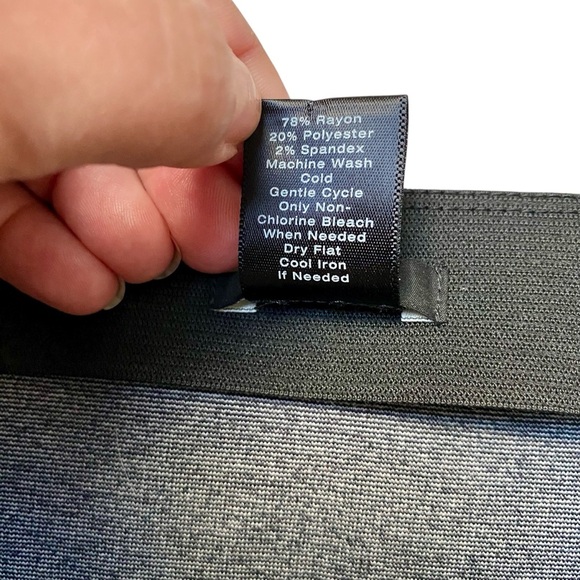 78% Rayon
20% Polyester
2% Spandex
Machine Wash
Cold
Gentle Cycle
Only Non-
Chlorine Bleach
When Needed
Dry Flat
Cool Iron
If Needed